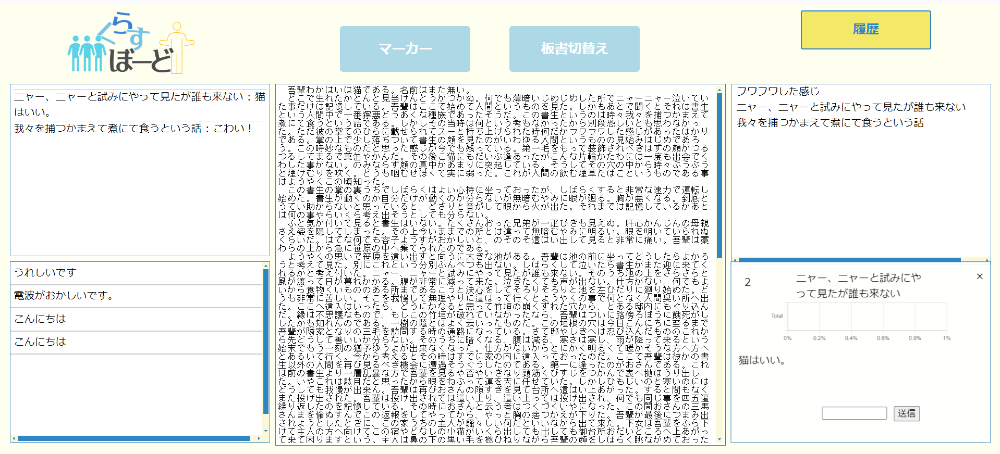 くらす
ぼーど
マーカー
板書切替え
履歴
ニャー、ニャーと試みにやって見たが誰も来ない：猫
はいい。
我々を捕つかまえて煮にて食うという話：こわい！
うれしいです
電波がおかしいです。
こんにちは
こんにちは
　吾輩わがはいは猫である。名前はまだ無い。
　どこで生れたかとんと見当けんとうがつかぬ。何でも薄暗いじめじめした所でニャーニャー泣いてい
た事だけは記憶している。吾輩はここで始めて人間というものを見た。しかもあとで聞くとそれは書生
という人間中で一番獰悪どうあくな種族であったそうだ。この書生というのは時々我々を捕つかまえて
煮にて食うという話である。しかしその当時は何という考もなかったから別段恐しいとも思わなかっ
た。ただ彼の掌てのひらに載せられてスーと持ち上げられた時何だかフワフワした感じがあったばかり
である。掌の上で少し落ちついて書生の顔を見たのがいわゆる人間というものの見始みはじめであろ
う。この時妙なものだと思った感じが今でも残っている。第一毛をもって装飾されべきはずの顔がつる
つるしてまるで薬缶やかんだ。その後ご猫にもだいぶ逢あったがこんな片輪かたわには一度も出会でく
わした事がない。のみならず顔の真中があまりに突起している。そうしてその穴の中から時々ぷうぷう
と煙けむりを吹く。どうも咽むせぽくて実に弱った。これが人間の飲む煙草たばこというものである事
はようやくこの頃知った。
　この書生の掌の裏うちでしばらくはよい心持に坐っておったが、しばらくすると非常な速力で運転し
始めた。書生が動くのか自分だけが動くのか分らないが無暗むやみに眼が廻る。胸が悪くなる。到底と
うてい助からないと思っていると、どさりと音がして眼から火が出た。それまでは記憶しているがあと
は何の事やらいくら考え出そうとしても分らない。
　ふと気が付いて見ると書生はいない。たくさんおった兄弟が一疋ぴきも見えぬ。肝心かんじんの母親
さえ姿を隠してしまった。その上今いままでの所とは違って無暗むやみに明るい。眼を明いていられぬ
くらいだ。はてな何でも容子ようすがおかしいと、のそのそ這はい出して見ると非常に痛い。吾輩は藁
わらの上から急に笹原の中へ棄てられたのである。
　ようやくの思いで笹原を這い出すと向うに大きな池がある。吾輩は池の前に坐ってどうしたらよかろ
うと考えて見た。別にこれという分別ふんべつも出ない。しばらくして泣いたら書生がまた迎に来てく
れるかと考え付いた。ニャー、ニャーと試みにやって見たが誰も来ない。そのうち池の上をさらさらと
風が渡って日が暮れかかる。腹が非常に減って来た。泣きたくても声が出ない。仕方がない、何でもよ
いから食物くいもののある所まであるこうと決心をしてそろりそろりと池を左ひだりに廻り始めた。ど
うも非常に苦しい。そこを我慢して無理やりに這はって行くとようやくの事で何となく人間臭い所へ出
た。ここへ這入はいったら、どうにかなると思って竹垣の崩くずれた穴から、とある邸内にもぐり込ん
だ。縁は不思議なもので、もしこの竹垣が破れていなかったなら、吾輩はついに路傍ろぼうに餓死がし
したかも知れんのである。一樹の蔭とはよく云いったものだ。この垣根の穴は今日こんにちに至るまで
吾輩が隣家となりの三毛を訪問する時の通路になっている。さて邸やしきへは忍び込んだもののこれか
ら先どうして善いいか分らない。そのうちに暗くなる、腹は減る、寒さは寒し、雨が降って来るという
始末でもう一刻の猶予ゆうよが出来なくなった。仕方がないからとにかく明るくて暖かそうな方へ方へ
とあるいて行く。今から考えるとその時はすでに家の内に這入っておったのだ。ここで吾輩は彼かの書
生以外の人間を再び見るべき機会に遭遇そうぐうしたのである。第一に逢ったのがおさんである。これ
は前の書生より一層乱暴な方で吾輩を見るや否やいきなり頸筋くびすじをつかんで表へ抛ほうり出し
た。いやこれは駄目だと思ったから眼をねぶって運を天に任せていた。しかしひもじいのと寒いのには
どうしても我慢が出来ん。吾輩は再びおさんの隙すきを見て台所へ這はい上あがった。すると間もなく
また投げ出された。吾輩は投げ出されては這い上り、這い上っては投げ出され、何でも同じ事を四五遍
繰り返したのを記憶している。その時におさんと云う者はつくづくいやになった。この間おさんの三馬
さんまを偸ぬすんでこの返報をしてやってから、やっと胸の痞つかえが下りた。吾輩が最後につまみ出
されようとしたときに、この家うちの主人が騒々しい何だといいながら出て来た。下女は吾輩をぶら下
げて主人の方へ向けてこの宿やどなしの小猫がいくら出しても出しても御台所おだいどころへ上あがっ
て来て困りますという。主人は鼻の下の黒い毛を撚ひねりながら吾輩の顔をしばらく眺ながめておった
フワフワした感じ
ニャー、ニャーと試みにやって見たが誰も来ない
我々を捕つかまえて煮にて食うという話
2
ニャー、ニャーと試みにや
って見たが誰も来ない
×
Total
0% 0.2% 0.4% 0.6% 0.8% 1%
猫はいい。
送信